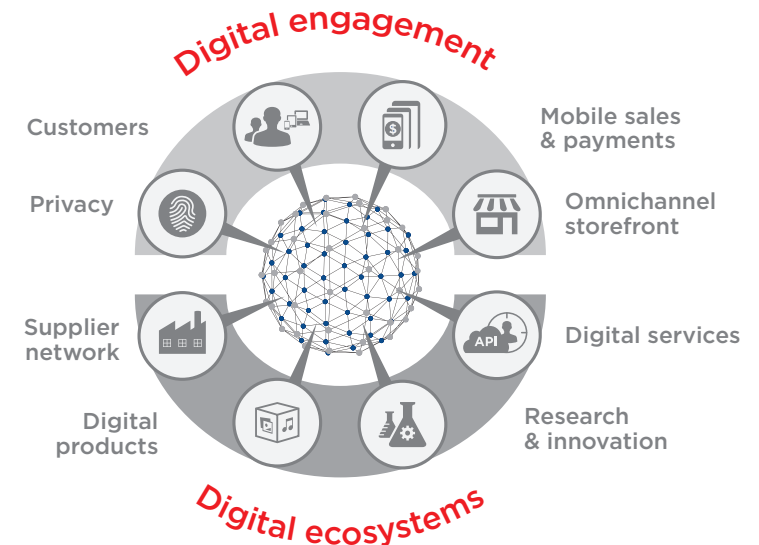 Digital engagement
Customers
Mobile sales
& payments
Privacy
Omnichannel
storefront
$
Supplier
network
API
Digital services
Digital
products
Research
& innovation
Digital ecosystems